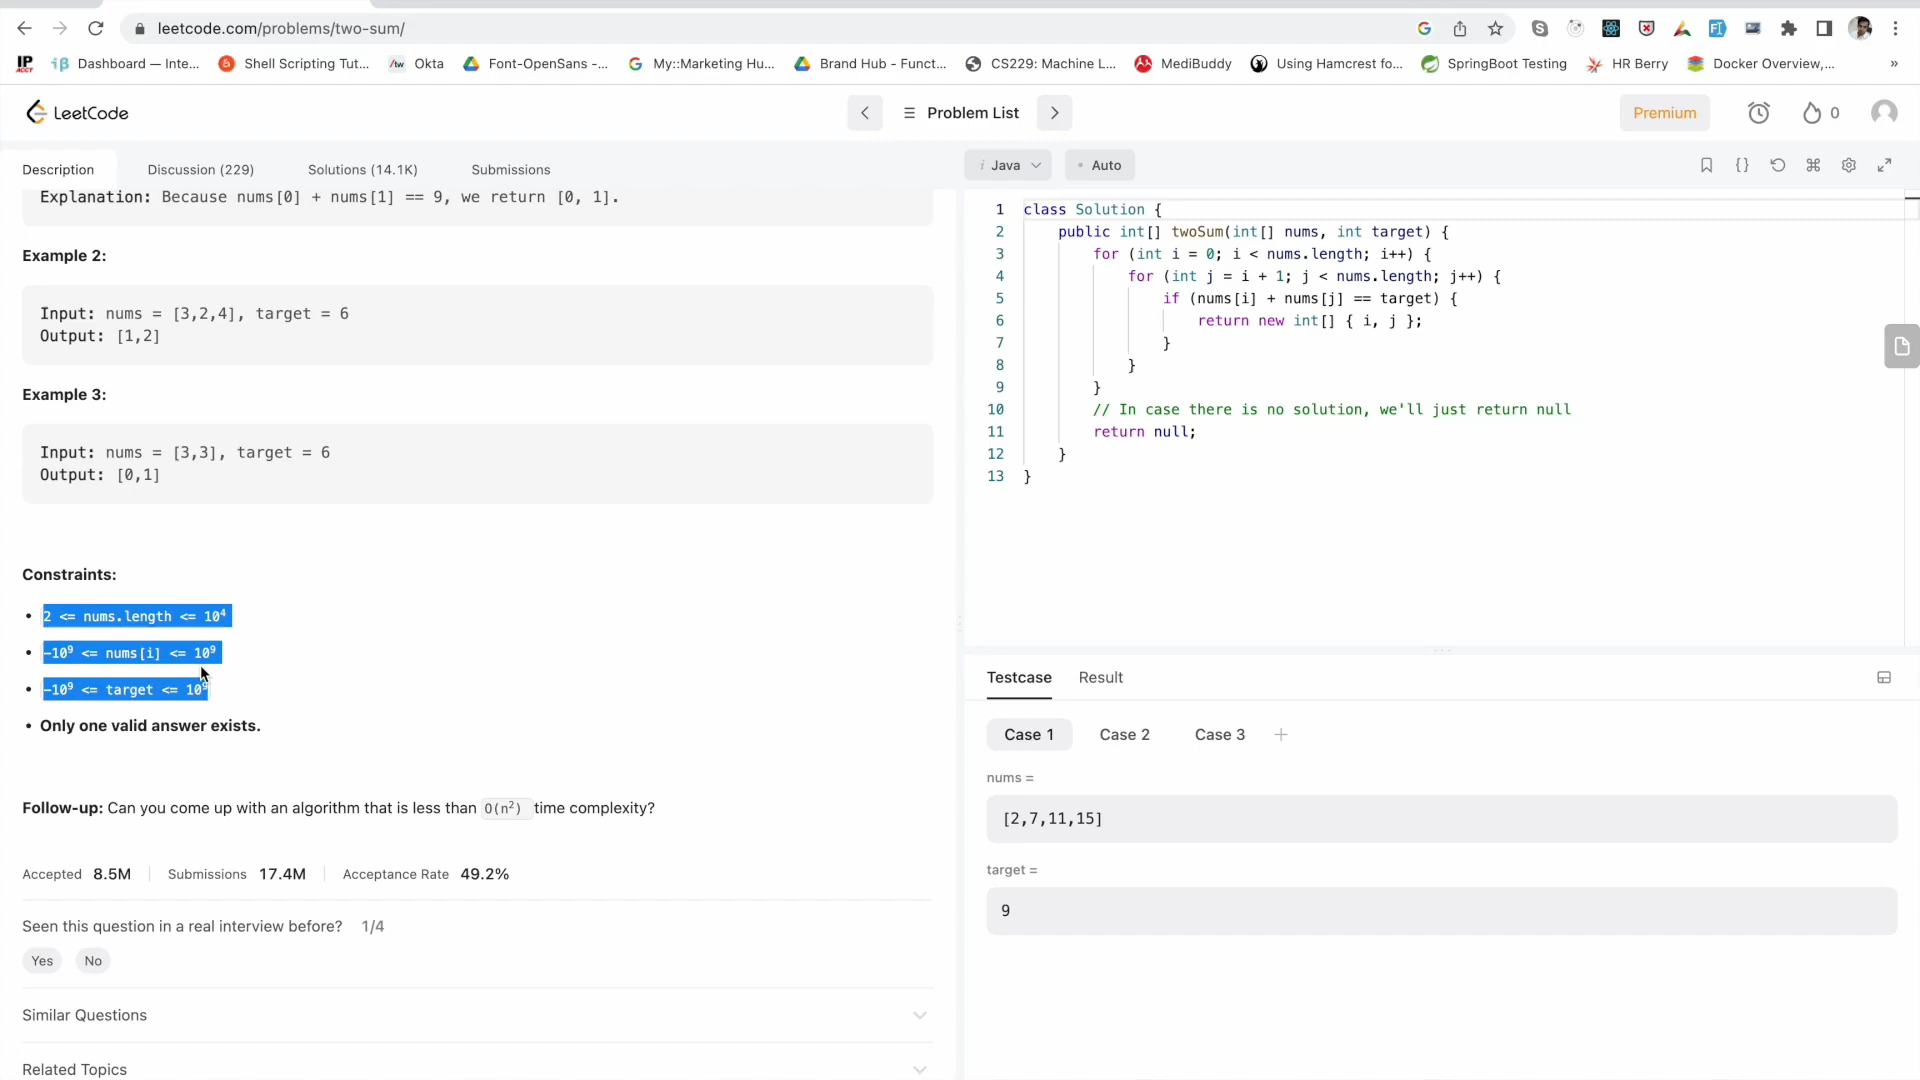 leetcode.com/problems/two-sum/
Dashboard — Inte...
Shell Scripting Tut...
Okta
Font-OpenSans -...
My::Marketing Hu...
Brand Hub - Funct...
CS229: Machine L...
MediBuddy
Using Hamcrest fo...
SpringBoot Testing
HR Berry
Docker Overview,...
»
LeetCode
Problem List
Premium
0
Description
Discussion (229)
Solutions (14.1K)
Submissions
Explanation: Because nums[0] + nums[1] == 9, we return [0, 1].
Example 2:
Input: nums = [3,2,4], target = 6
Output: [1,2]
Example 3:
Input: nums = [3,3], target = 6
Output: [0,1]
Constraints:
• 2 <= nums.length <= 10⁴
• -10⁹ <= nums[i] <= 10⁹
• -10⁹ <= target <= 10⁹
• Only one valid answer exists.
Follow-up: Can you come up with an algorithm that is less than O(n²) time complexity?
Accepted 8.5M
Submissions 17.4M
Acceptance Rate 49.2%
Seen this question in a real interview before? 1/4
Yes
No
Similar Questions
Related Topics
i Java
• Auto
1 class Solution {
2 public int[] twoSum(int[] nums, int target) {
3 for (int i = 0; i < nums.length; i++) {
4 for (int j = i + 1; j < nums.length; j++) {
5 if (nums[i] + nums[j] == target) {
6 return new int[] { i, j };
7 }
8 }
9 }
10 // In case there is no solution, we'll just return null
11 return null;
12 }
13 }
Testcase
Result
Case 1
Case 2
Case 3
+
nums =
[2,7,11,15]
target =
9